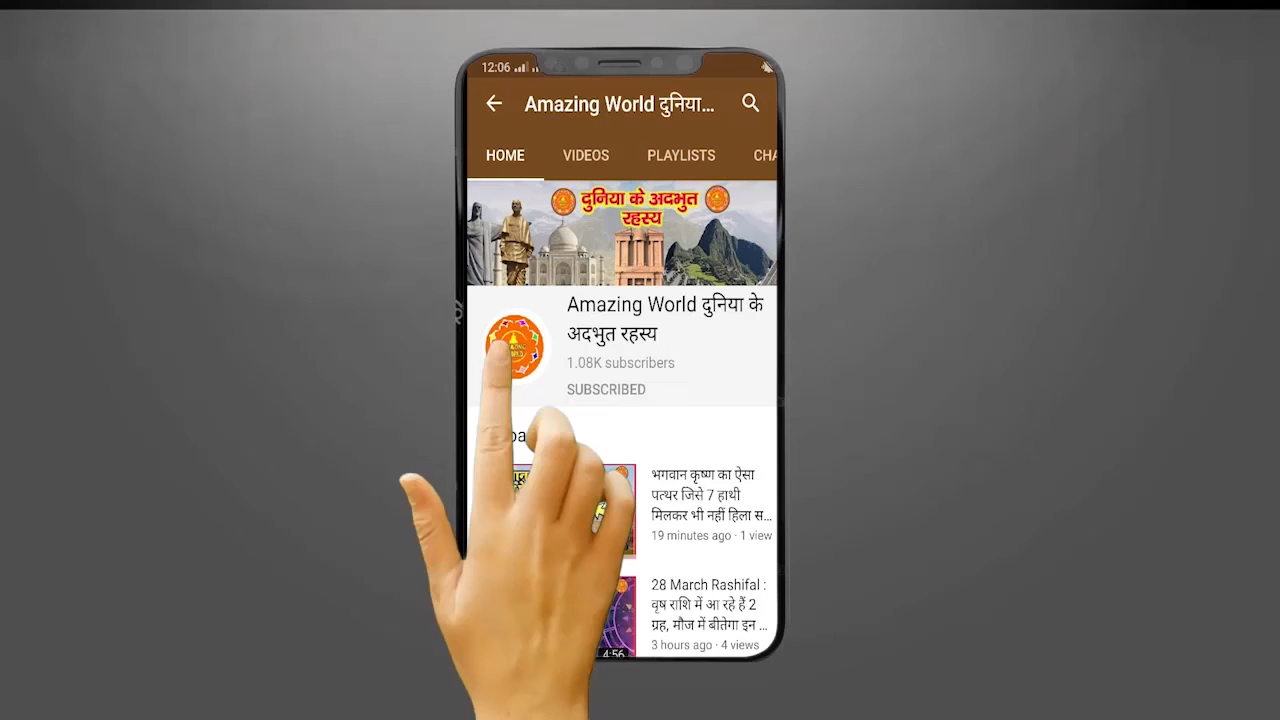 12:06
Amazing World दुनिया...
HOME VIDEOS PLAYLISTS CHA
दुनिया के अदभुत
रहस्य
Amazing World दुनिया के
अदभुत रहस्य
1.08K subscribers
SUBSCRIBED
भगवान कृष्ण का ऐसा
पत्थर जिसे 7 हाथी
मिलकर भी नहीं हिला स...
19 minutes ago · 1 view
28 March Rashifal :
वृष राशि में आ रहे हैं 2
ग्रह, मौज में बीतेगा इन ...
3 hours ago · 4 views
4:56